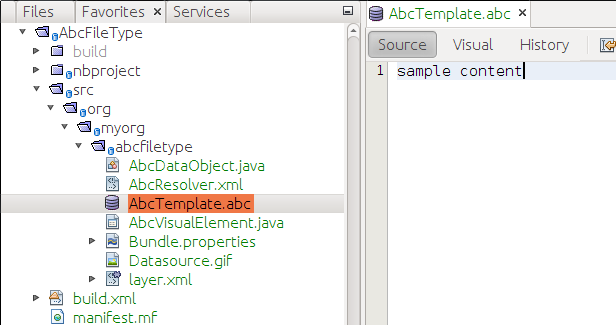 Files Favorites × Services
AbcFileType
build
nbproject
src
org
myorg
abcfiletype
AbcDataObject.java
AbcResolver.xml
AbcTemplate.abc
AbcVisualElement.java
Bundle.properties
Datasource.gif
layer.xml
build.xml
manifest.mf
AbcTemplate.abc ×
Source Visual History
1 sample content